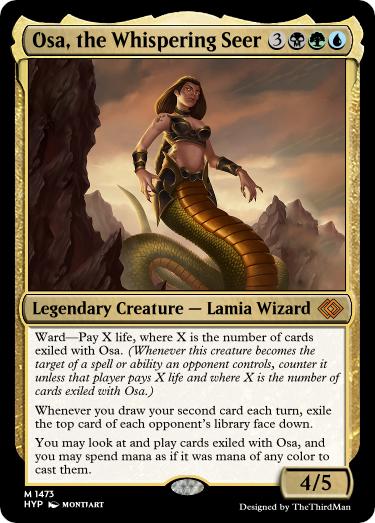 Osa, the Whispering Seer 3
Legendary Creature — Lamia Wizard
Ward—Pay X life, where X is the number of cards
exiled with Osa. (Whenever this creature becomes the
target of a spell or ability an opponent controls, counter it
unless that player pays X life and where X is the number of
cards exiled with Osa.)
Whenever you draw your second card each turn, exile
the top card of each opponent's library face down.
You may look at and play cards exiled with Osa, and
you may spend mana as if it was mana of any color to
cast them.
4/5
M 1473
HYP MONTIART
Designed by TheThirdMan